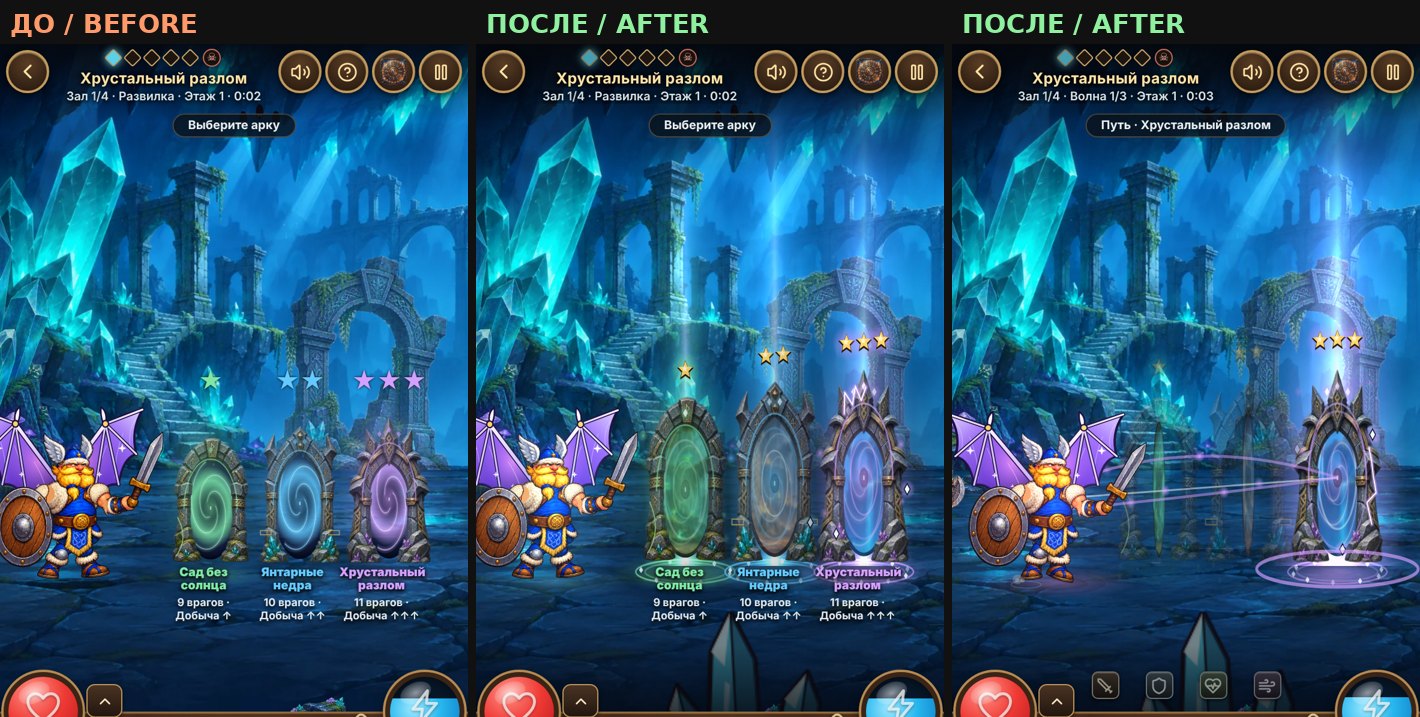 ДО / BEFORE
Хрустальный разлом
Зал 1/4 · Развилка · Этаж 1 · 0:02
Выберите арку
Сад без
солнца
9 врагов ·
Добыча ↑
Янтарные
недра
10 врагов ·
Добыча ↑↑
Хрустальный
разлом
11 врагов ·
Добыча ↑↑↑
ПОСЛЕ / AFTER
Хрустальный разлом
Зал 1/4 · Развилка · Этаж 1 · 0:02
Выберите арку
Сад без
солнца
9 врагов ·
Добыча ↑
Янтарные
недра
10 врагов ·
Добыча ↑↑
Хрустальный
разлом
11 врагов ·
Добыча ↑↑↑
ПОСЛЕ / AFTER
Хрустальный разлом
Зал 1/4 · Волна 1/3 · Этаж 1 · 0:03
Путь · Хрустальный разлом